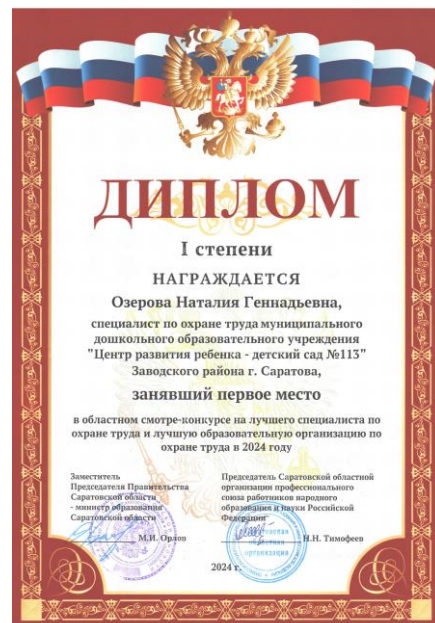 ДИПЛОМ
I степени
НАГРАЖДАЕТСЯ
Озерова Наталия Геннадьевна,
специалист по охране труда муниципального
дошкольного образовательного учреждения
"Центр развития ребенка - детский сад №113"
Заводского района г. Саратова,
занявший первое место
в областном смотре-конкурсе на лучшего специалиста по
охране труда и лучшую образовательную организацию по
охране труда в 2024 году
Заместитель
Председателя Правительства
Саратовской области
- министр образования
Саратовской области
М.И. Орлов
Председатель Саратовской областной
организации профессионального
союза работников народного
образования и науки Российской
Федерации
Н.Н. Тимофеев
2024 г.